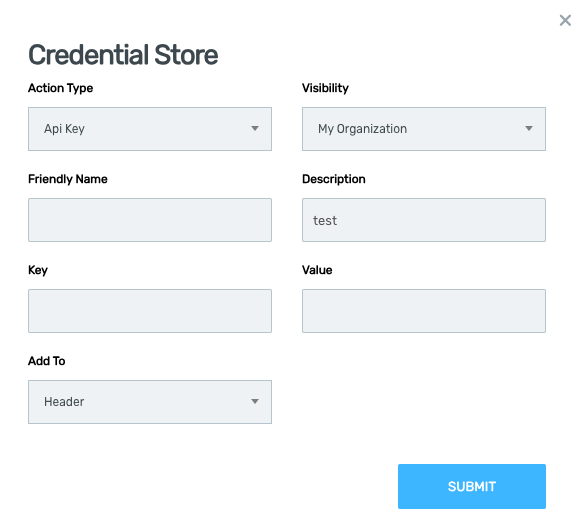 Credential Store
Action Type
Visibility
Api Key
My Organization
Friendly Name
Description
test
Key
Value
Add To
Header
SUBMIT